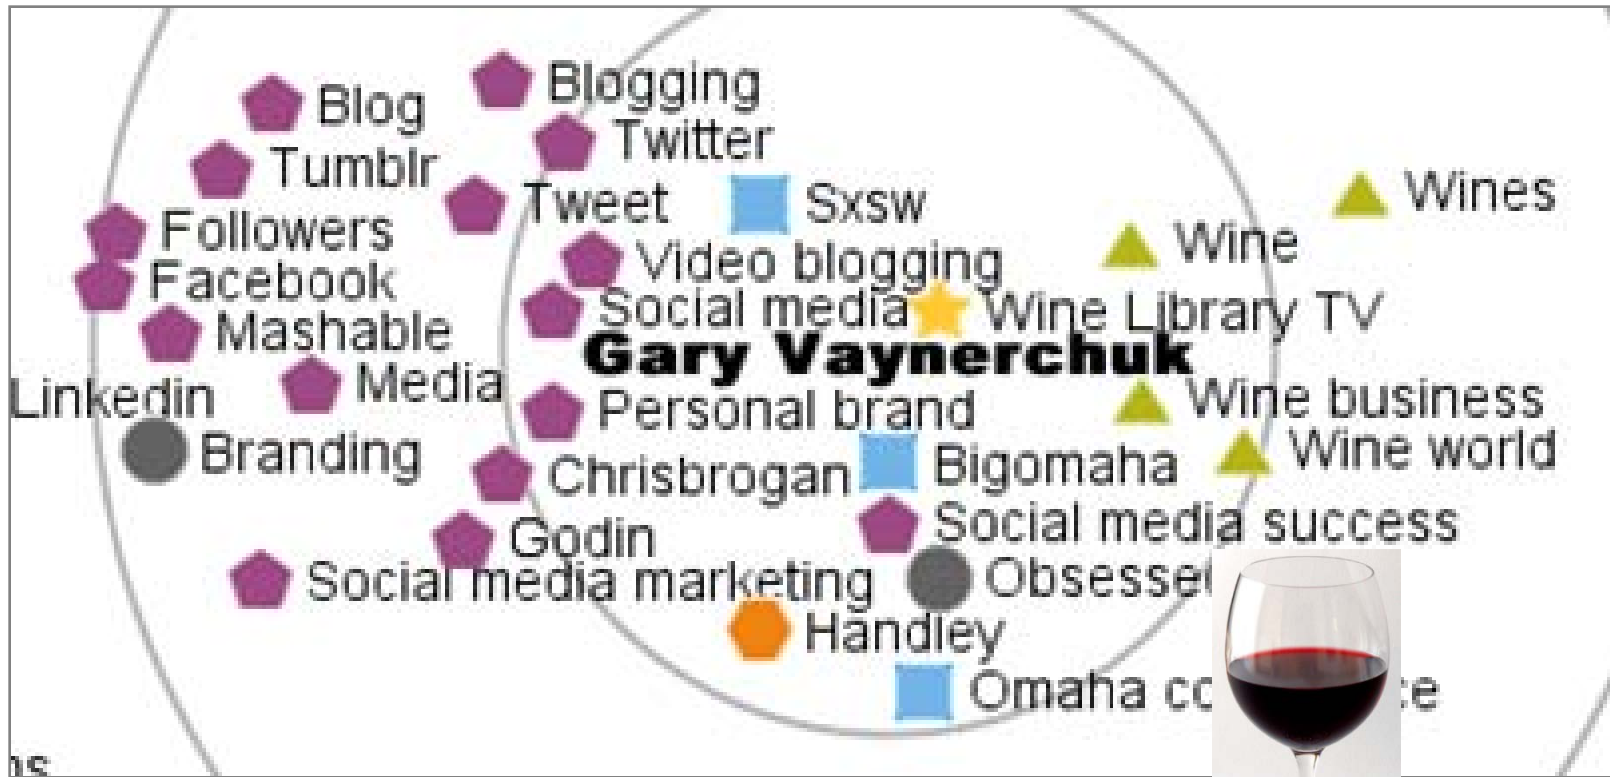 Blogging
Blog
Twitter
Tumblr
Wines
Tweet
Sxsw
Followers
Wine
Video blogging
Facebook
Social media
Wine Library TV
Mashable
Gary Vaynerchuk
Media
Linkedin
Wine business
Personal brand
Branding
Wine world
Bigomaha
Chrisbrogan
Social media success
Godin
Social media marketing
Handley
Omaha